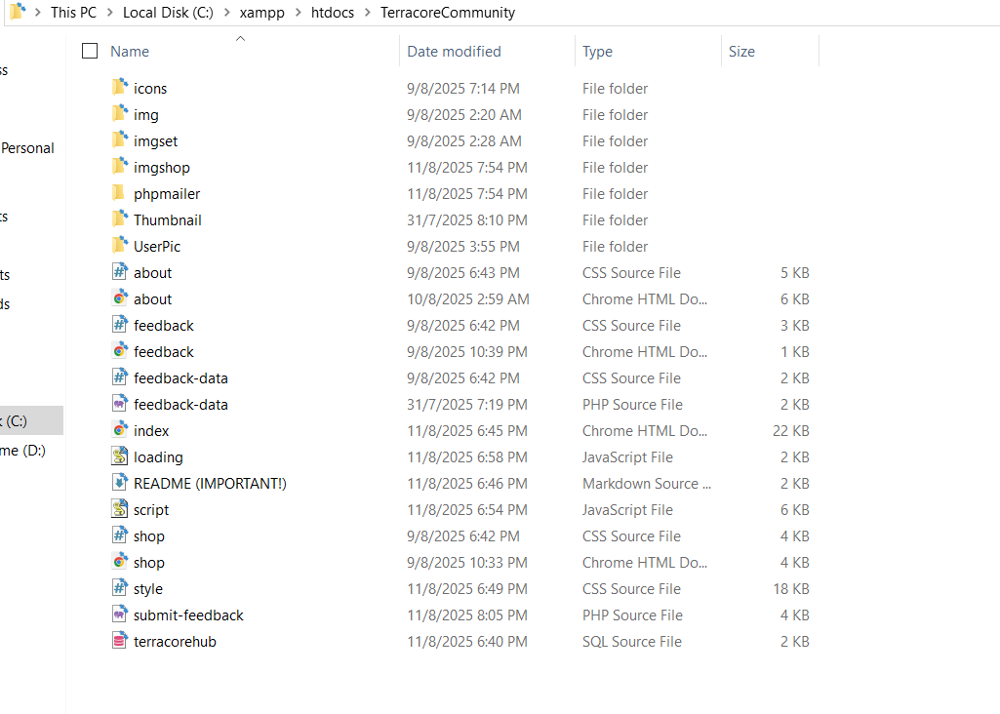 This PC > Local Disk (C:) > xampp > htdocs > TerracoreCommunity
Name Date modified Type Size
icons 9/8/2025 7:14 PM File folder
img 9/8/2025 2:20 AM File folder
imgset 9/8/2025 2:28 AM File folder
imgshop 11/8/2025 7:54 PM File folder
phpmailer 11/8/2025 7:54 PM File folder
Thumbnail 31/7/2025 8:10 PM File folder
UserPic 9/8/2025 3:55 PM File folder
about 9/8/2025 6:43 PM CSS Source File 5 KB
about 10/8/2025 2:59 AM Chrome HTML Do... 6 KB
feedback 9/8/2025 6:42 PM CSS Source File 3 KB
feedback 9/8/2025 10:39 PM Chrome HTML Do... 1 KB
feedback-data 9/8/2025 6:42 PM CSS Source File 2 KB
feedback-data 31/7/2025 7:19 PM PHP Source File 2 KB
index 11/8/2025 6:45 PM Chrome HTML Do... 22 KB
loading 11/8/2025 6:58 PM JavaScript File 2 KB
README (IMPORTANT!) 11/8/2025 6:46 PM Markdown Source ... 2 KB
script 11/8/2025 6:54 PM JavaScript File 6 KB
shop 9/8/2025 6:42 PM CSS Source File 4 KB
shop 9/8/2025 10:33 PM Chrome HTML Do... 4 KB
style 11/8/2025 6:49 PM CSS Source File 18 KB
submit-feedback 11/8/2025 8:05 PM PHP Source File 4 KB
terracorehub 11/8/2025 6:40 PM SQL Source File 2 KB
Personal
(C:)
me (D:)